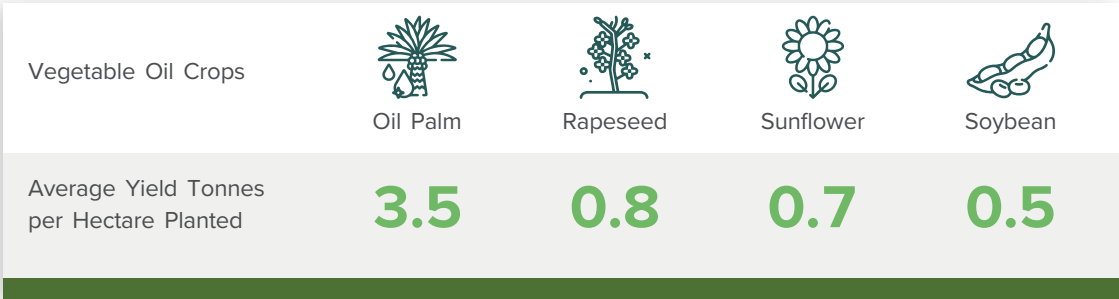 Vegetable Oil Crops
Oil Palm
Rapeseed
Sunflower
Soybean
Average Yield Tonnes
per Hectare Planted
3.5
0.8
0.7
0.5